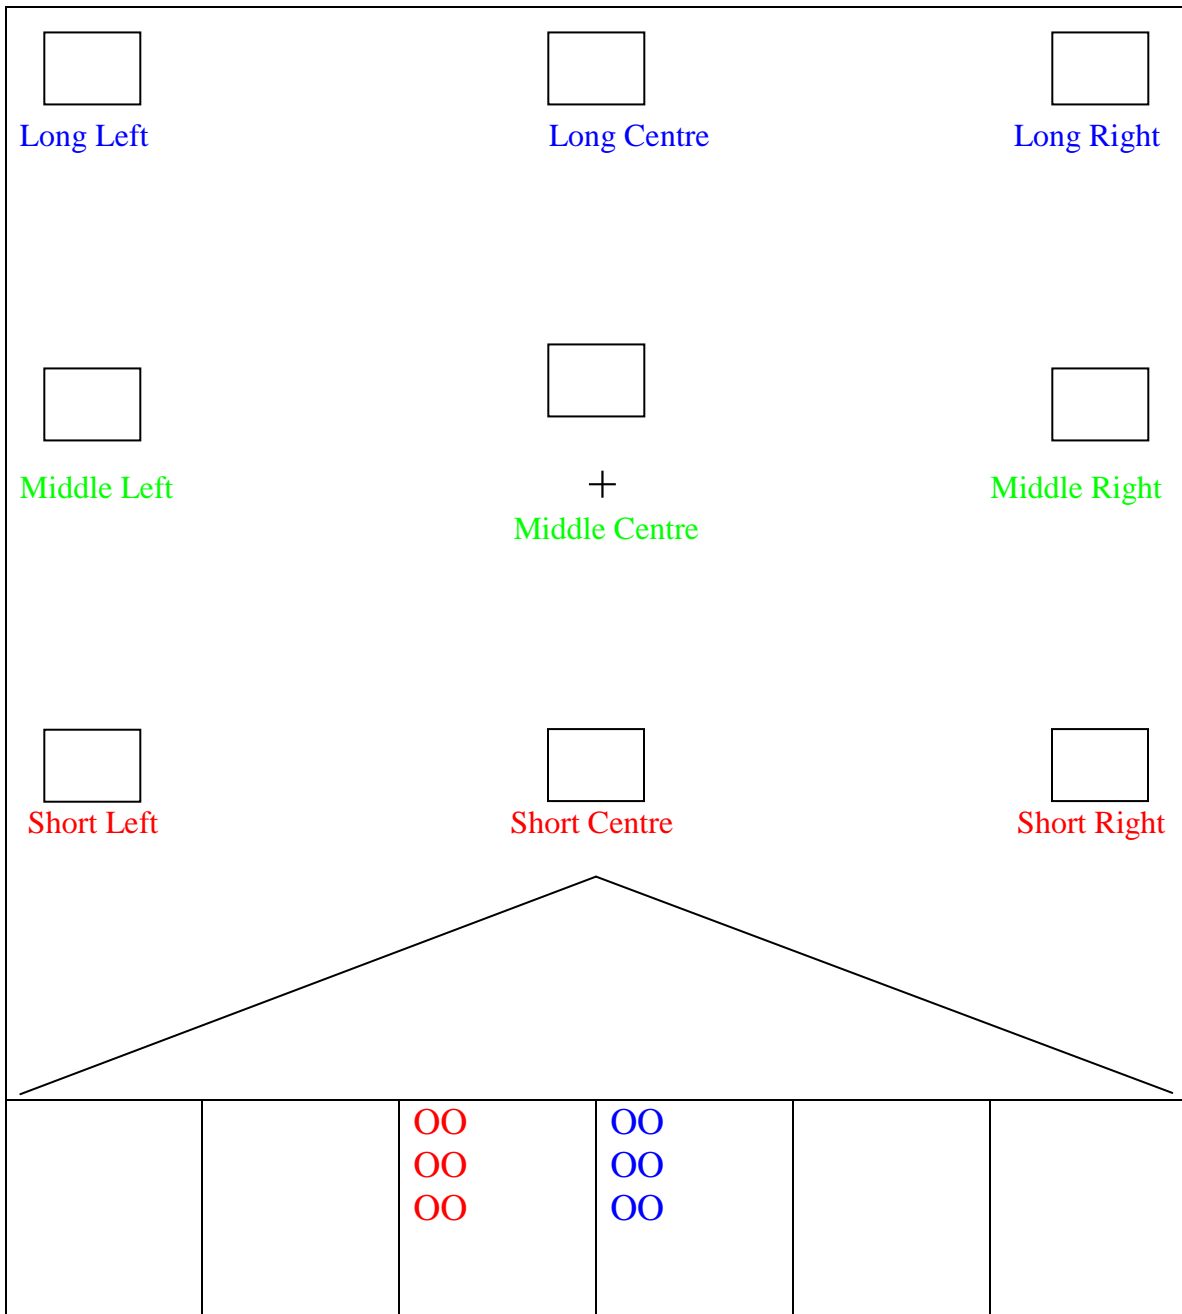 Long Left Long Centre Long Right
Middle Left Middle Right
Middle Centre
Short Left Short Centre Short Right
OO OO
OO OO
OO OO